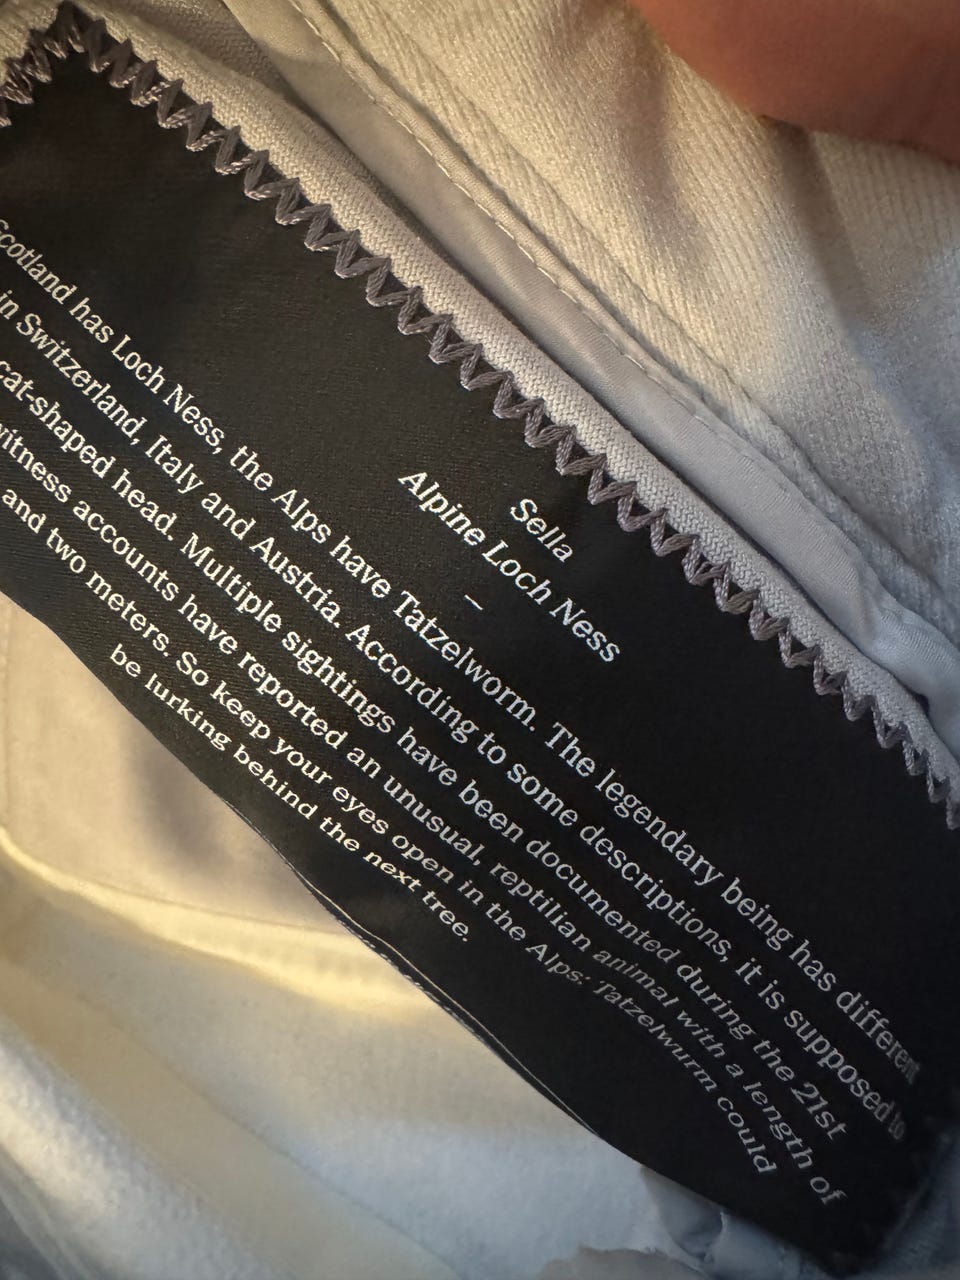 Sella
Alpine Loch Ness
–
Scotland has Loch Ness, the Alps have Tatzelworm. The legendary being has different
in Switzerland, Italy and Austria. According to some descriptions, it is supposed to
cat-shaped head. Multiple sightings have been documented during the 21st
accounts have reported an unusual, reptilian animal with a length of
and two meters. So keep your eyes open in the Alps: Tatzelwurm could
be lurking behind the next tree.